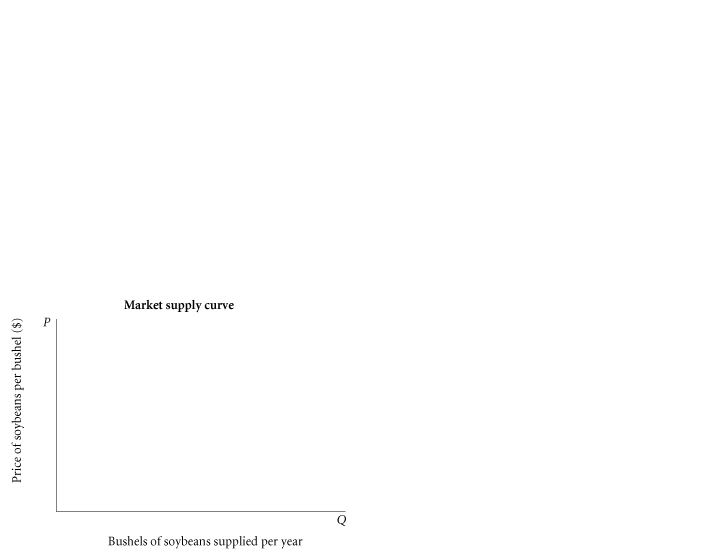 Market supply curve
P
Price of soybeans per bushel ($)
Q
Bushels of soybeans supplied per year